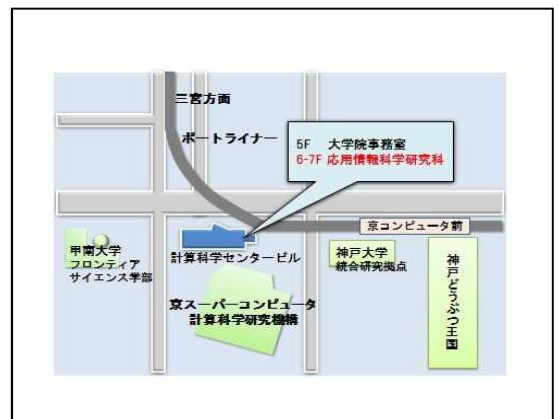 三宮方面
ポートライナー
5F 大学院事務室
6-7F 応用情報科学研究科
京コンピュータ前
甲南大学
フロンティア
サイエンス学部
計算科学センタービル
神戸大学
統合研究拠点
神戸どうぶつ王国
京スーパーコンピュータ
計算科学研究機構